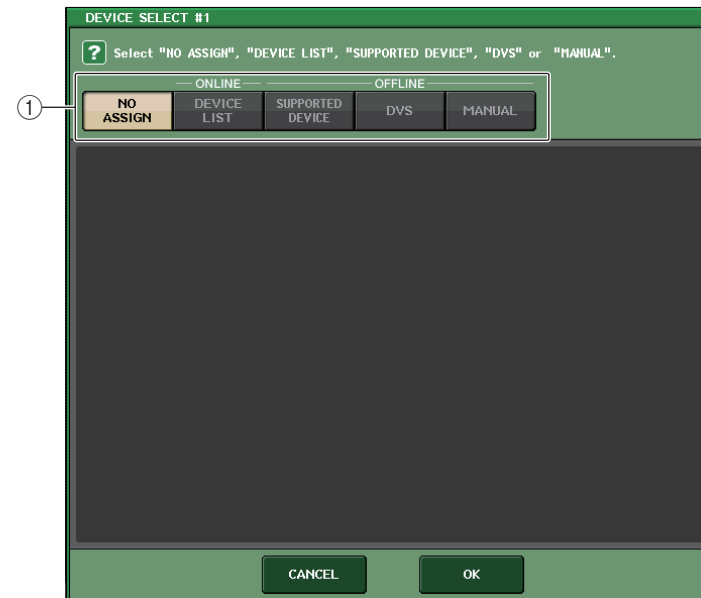 DEVICE SELECT #1
? Select "NO ASSIGN", "DEVICE LIST", "SUPPORTED DEVICE", "DVS" or "MANUAL".
ONLINE OFFLINE
① NO ASSIGN DEVICE LIST SUPPORTED DEVICE DVS MANUAL
CANCEL OK